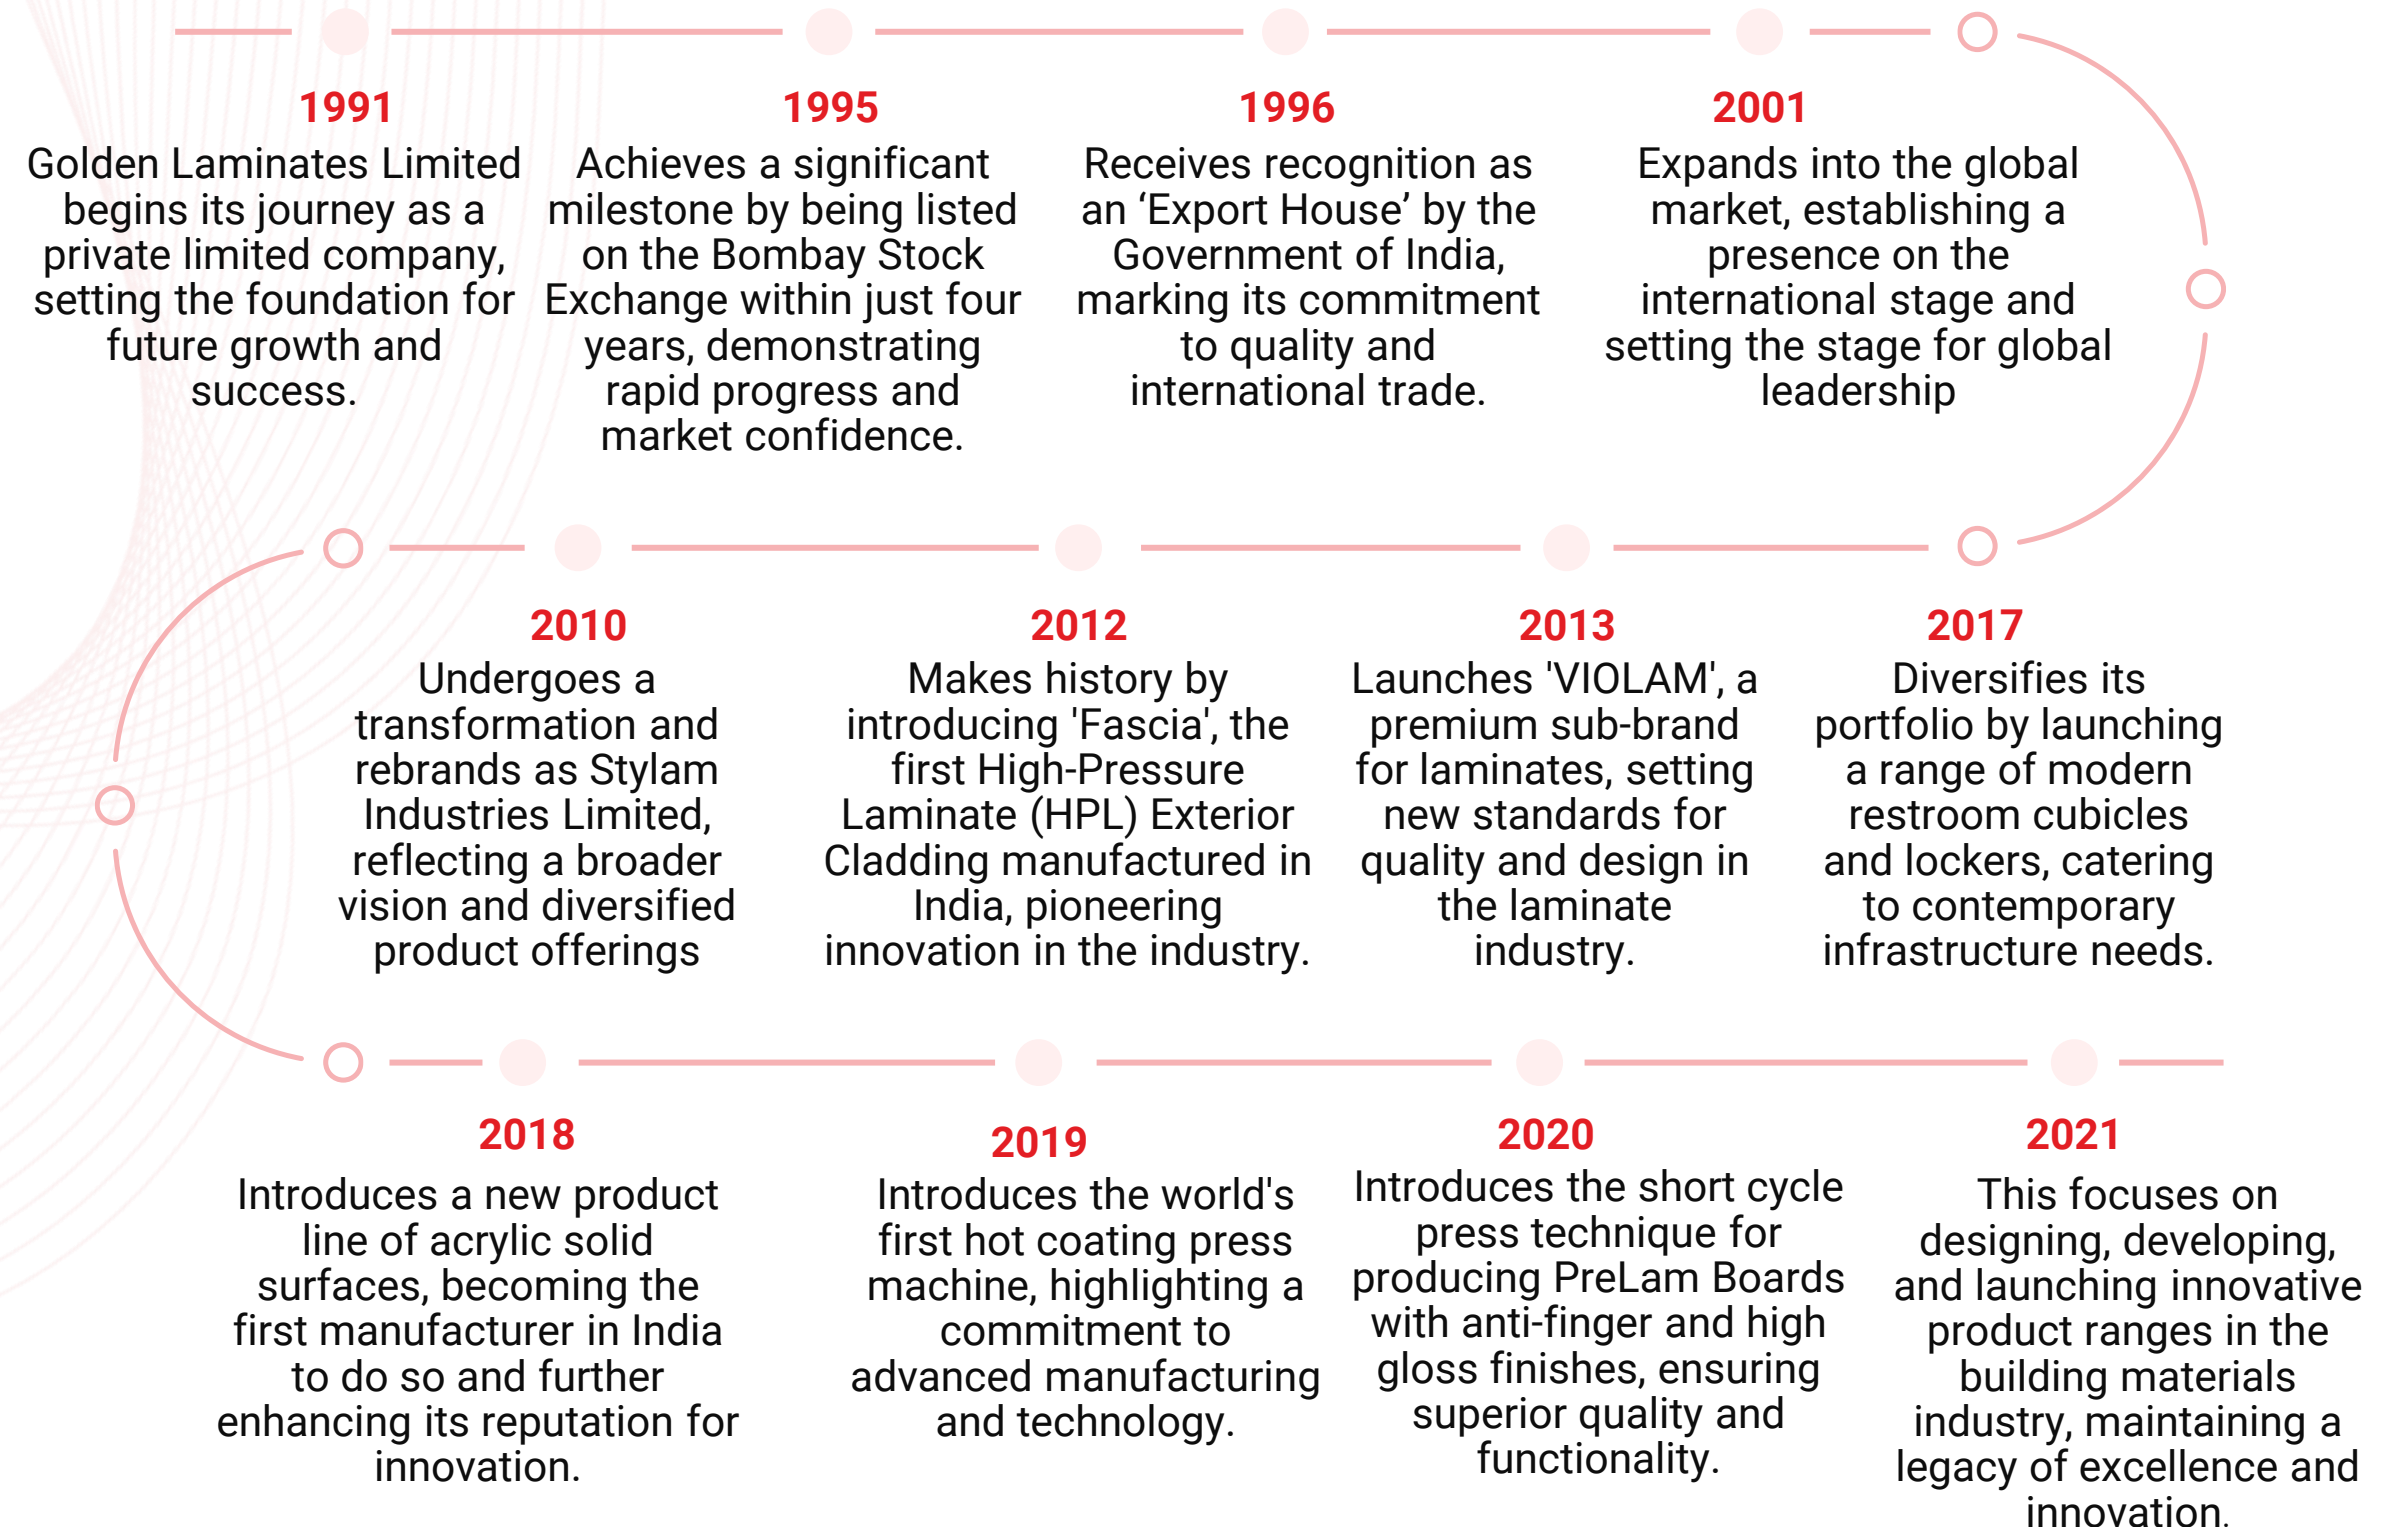 1991
Golden Laminates Limited
begins its journey as a
private limited company,
setting the foundation for
future growth and
success.
1995
Achieves a significant
milestone by being listed
on the Bombay Stock
Exchange within just four
years, demonstrating
rapid progress and
market confidence.
1996
Receives recognition as
an ‘Export House’ by the
Government of India,
marking its commitment
to quality and
international trade.
2001
Expands into the global
market, establishing a
presence on the
international stage and
setting the stage for global
leadership
2010
Undergoes a
transformation and
rebrands as Stylam
Industries Limited,
reflecting a broader
vision and diversified
product offerings
2012
Makes history by
introducing 'Fascia', the
first High-Pressure
Laminate (HPL) Exterior
Cladding manufactured in
India, pioneering
innovation in the industry.
2013
Launches 'VIOLAM', a
premium sub-brand
for laminates, setting
new standards for
quality and design in
the laminate
industry.
2017
Diversifies its
portfolio by launching
a range of modern
restroom cubicles
and lockers, catering
to contemporary
infrastructure needs.
2018
Introduces a new product
line of acrylic solid
surfaces, becoming the
first manufacturer in India
to do so and further
enhancing its reputation for
innovation.
2019
Introduces the world's
first hot coating press
machine, highlighting a
commitment to
advanced manufacturing
and technology.
2020
Introduces the short cycle
press technique for
producing PreLam Boards
with anti-finger and high
gloss finishes, ensuring
superior quality and
functionality.
2021
This focuses on
designing, developing,
and launching innovative
product ranges in the
building materials
industry, maintaining a
legacy of excellence and
innovation.